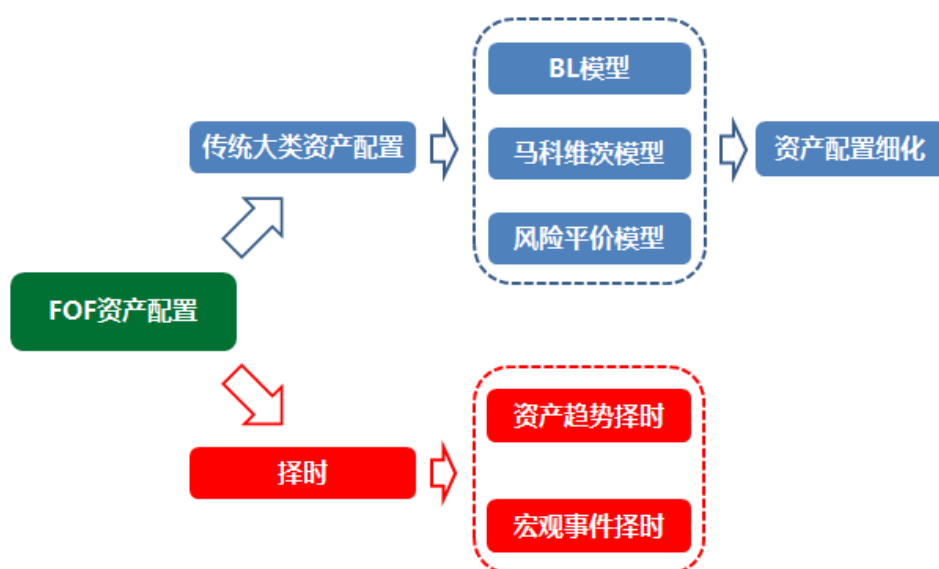 BL模型
传统大类资产配置
马科维茨模型
资产配置细化
风险平价模型
FOF资产配置
资产趋势择时
择时
宏观事件择时